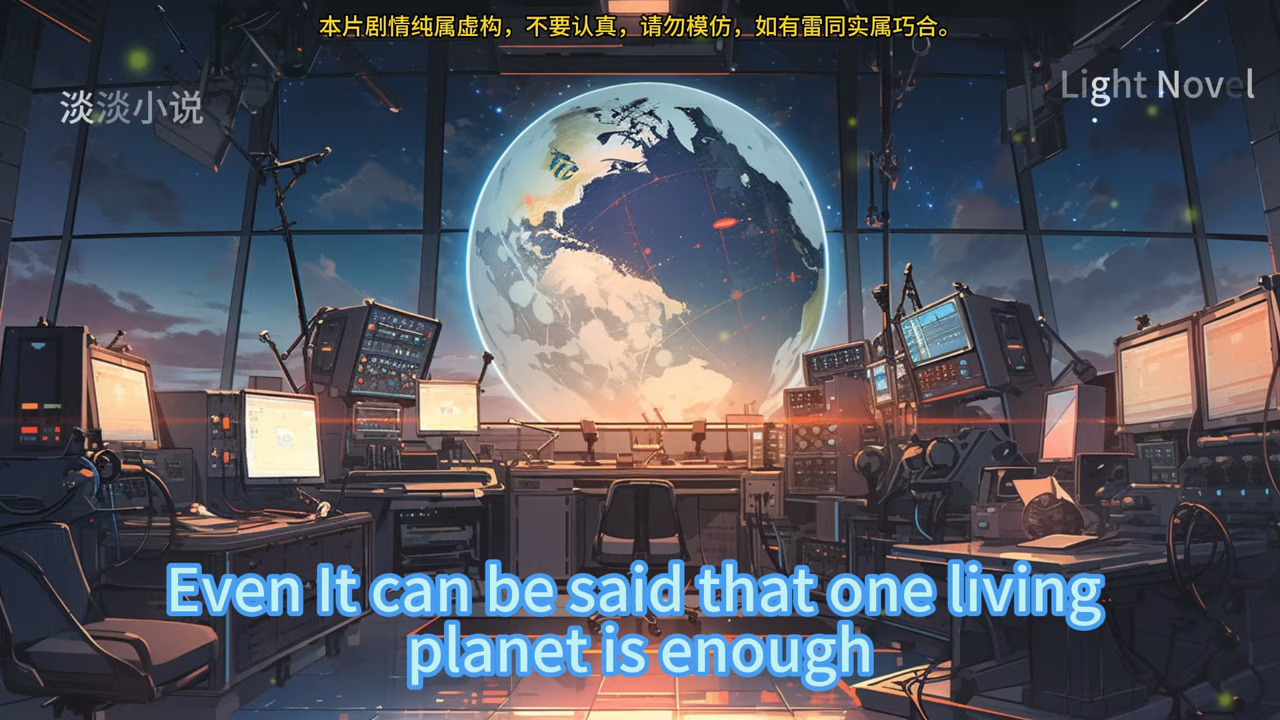 本片剧情纯属虚构，不要认真，请勿模仿，如有雷同实属巧合。
淡淡小说
Light Novel
Even It can be said that one living
planet is enough